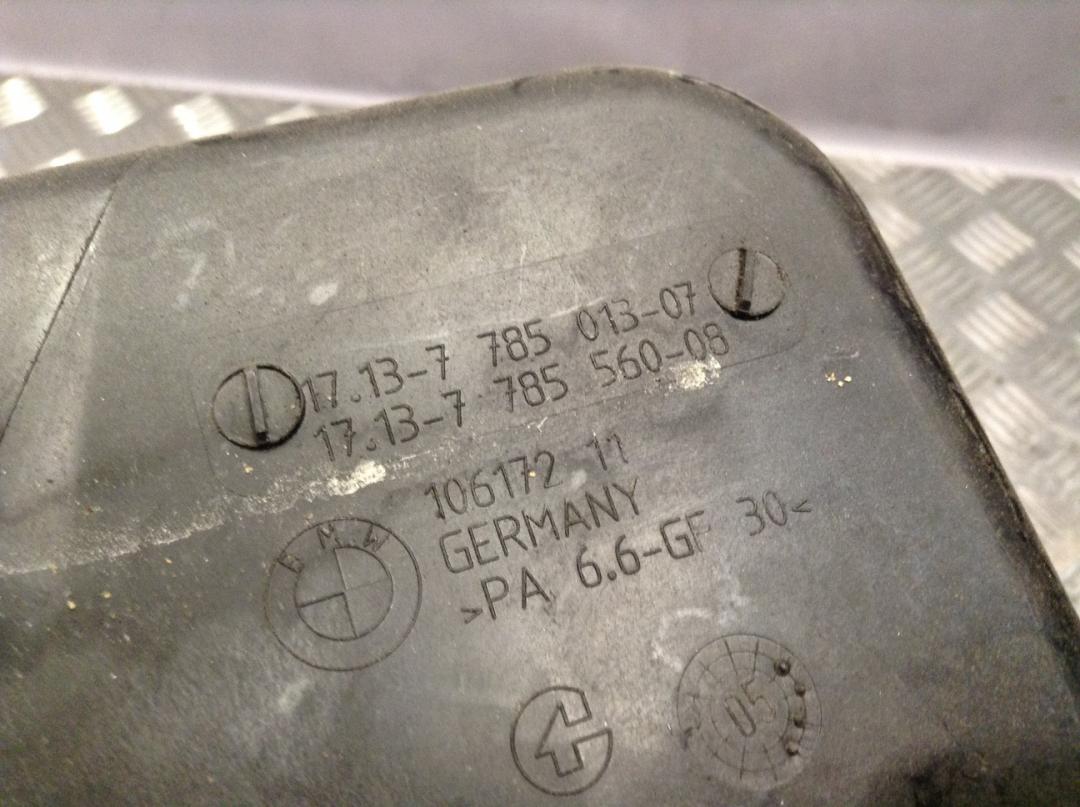 17.13-7 785 013-07
17.13-7 785 560-08
106172 11
GERMANY
>PA 6.6-GF 30<
BMW
05